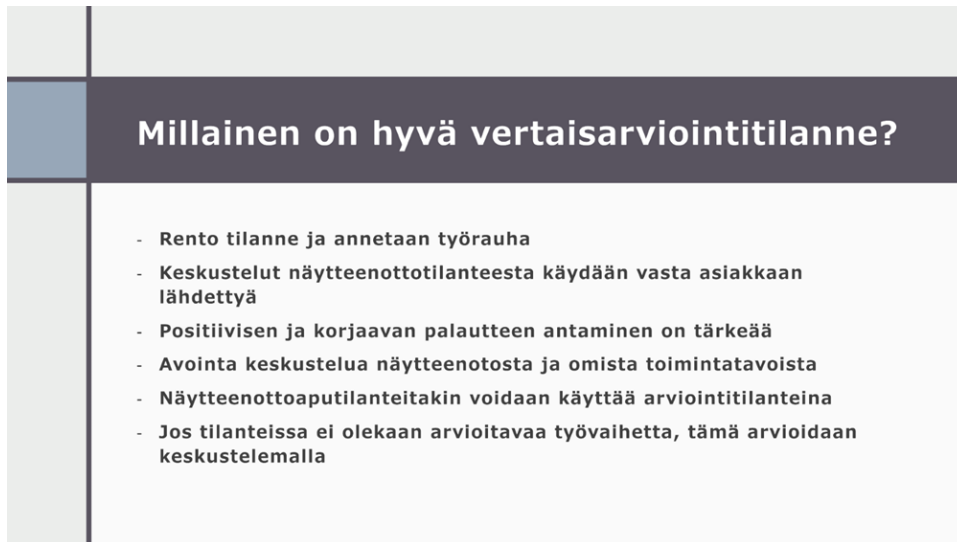 Millainen on hyvä vertaisarviointitilanne?
- Rento tilanne ja annetaan työrauha
- Keskustelut näytteenottotilanteesta käydään vasta asiakkaan
lähdettyä
- Positiivisen ja korjaavan palautteen antaminen on tärkeää
- Avointa keskustelua näytteenotosta ja omista toimintatavoista
- Näytteenottoaputilanteitakin voidaan käyttää arviointitilanteina
- Jos tilanteissa ei olekaan arvioitavaa työvaihetta, tämä arvioidaan
keskustelemalla